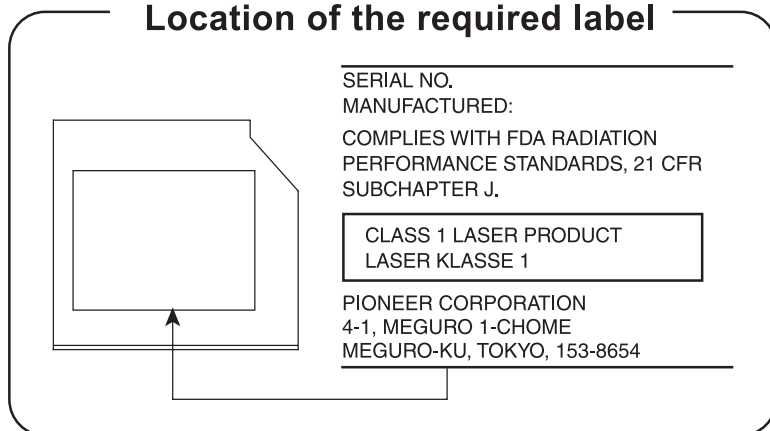 Location of the required label
SERIAL NO.
MANUFACTURED:
COMPLIES WITH FDA RADIATION
PERFORMANCE STANDARDS, 21 CFR
SUBCHAPTER J.
CLASS 1 LASER PRODUCT
LASER KLASSE 1
PIONEER CORPORATION
4-1, MEGURO 1-CHOME
MEGURO-KU, TOKYO, 153-8654